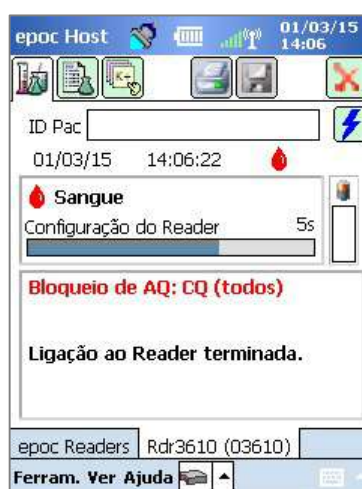 epoc Host 01/03/15
14:06
K+
ID Pac
01/03/15 14:06:22
Sangue
Configuração do Reader 5s
Bloqueio de AQ: CQ (todos)
Ligação ao Reader terminada.
epoc Readers Rdr3610 (03610)
Ferram. Ver Ajuda